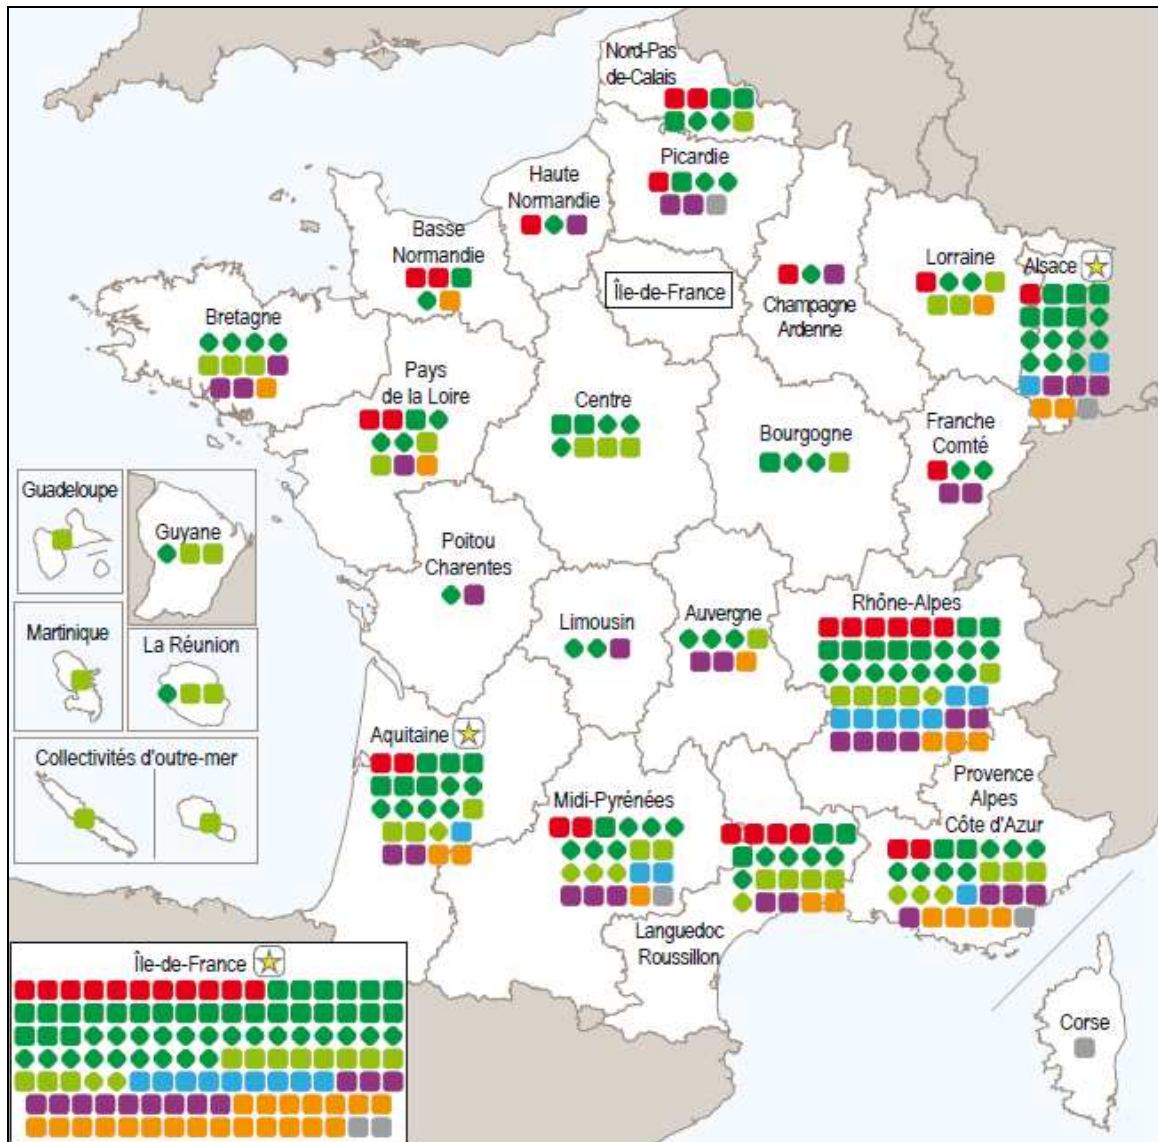 Nord-Pas
de-Calais
Picardie
Haute
Normandie
Basse
Normandie
Île-de-France
Champagne
Ardenne
Lorraine
Alsace
Bretagne
Pays
de la Loire
Centre
Bourgogne
Franche
Comté
Guadeloupe
Guyane
Poitou
Charentes
Limousin
Auvergne
Rhône-Alpes
Martinique
La Réunion
Aquitaine
Collectivités d'outre-mer
Midi-Pyrénées
Provence
Alpes
Côte d'Azur
Languedoc
Roussillon
Île-de-France
Corse